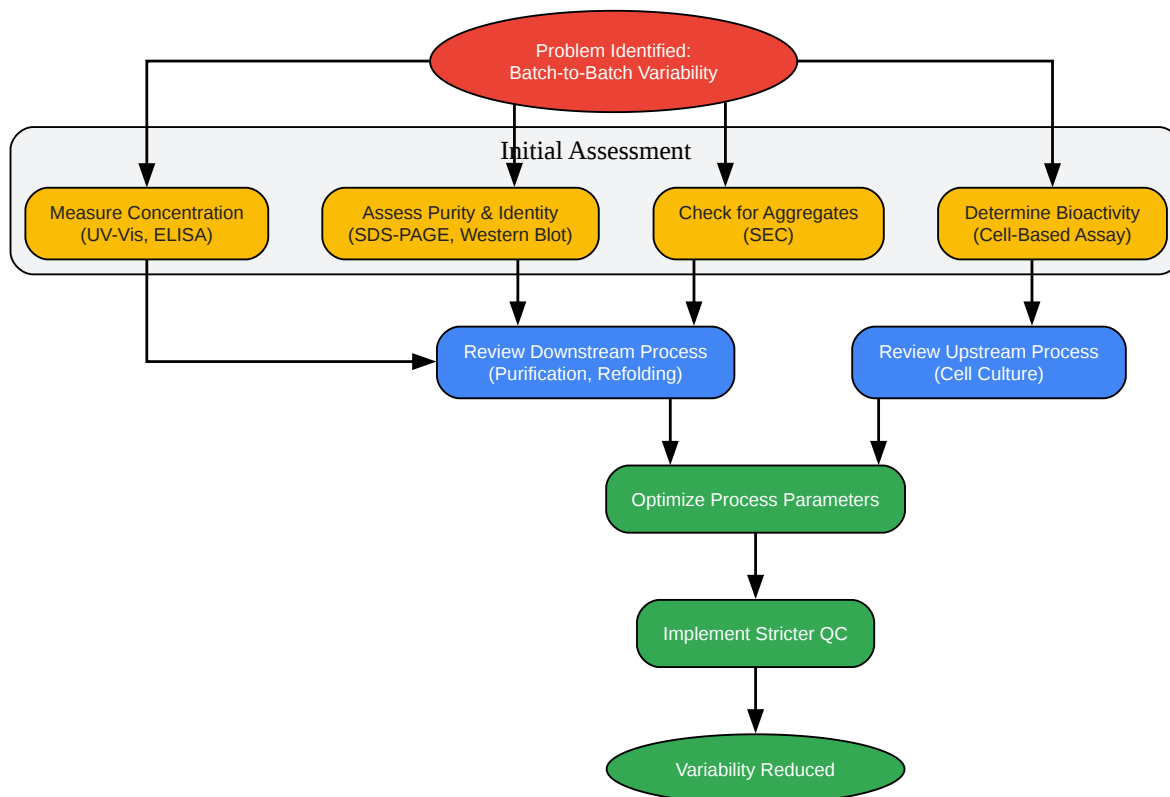 Problem Identified:
Batch-to-Batch Variability
Initial Assessment
Measure Concentration
(UV-Vis, ELISA)
Assess Purity & Identity
(SDS-PAGE, Western Blot)
Check for Aggregates
(SEC)
Determine Bioactivity
(Cell-Based Assay)
Review Downstream Process
(Purification, Refolding)
Review Upstream Process
(Cell Culture)
Optimize Process Parameters
Implement Stricter QC
Variability Reduced